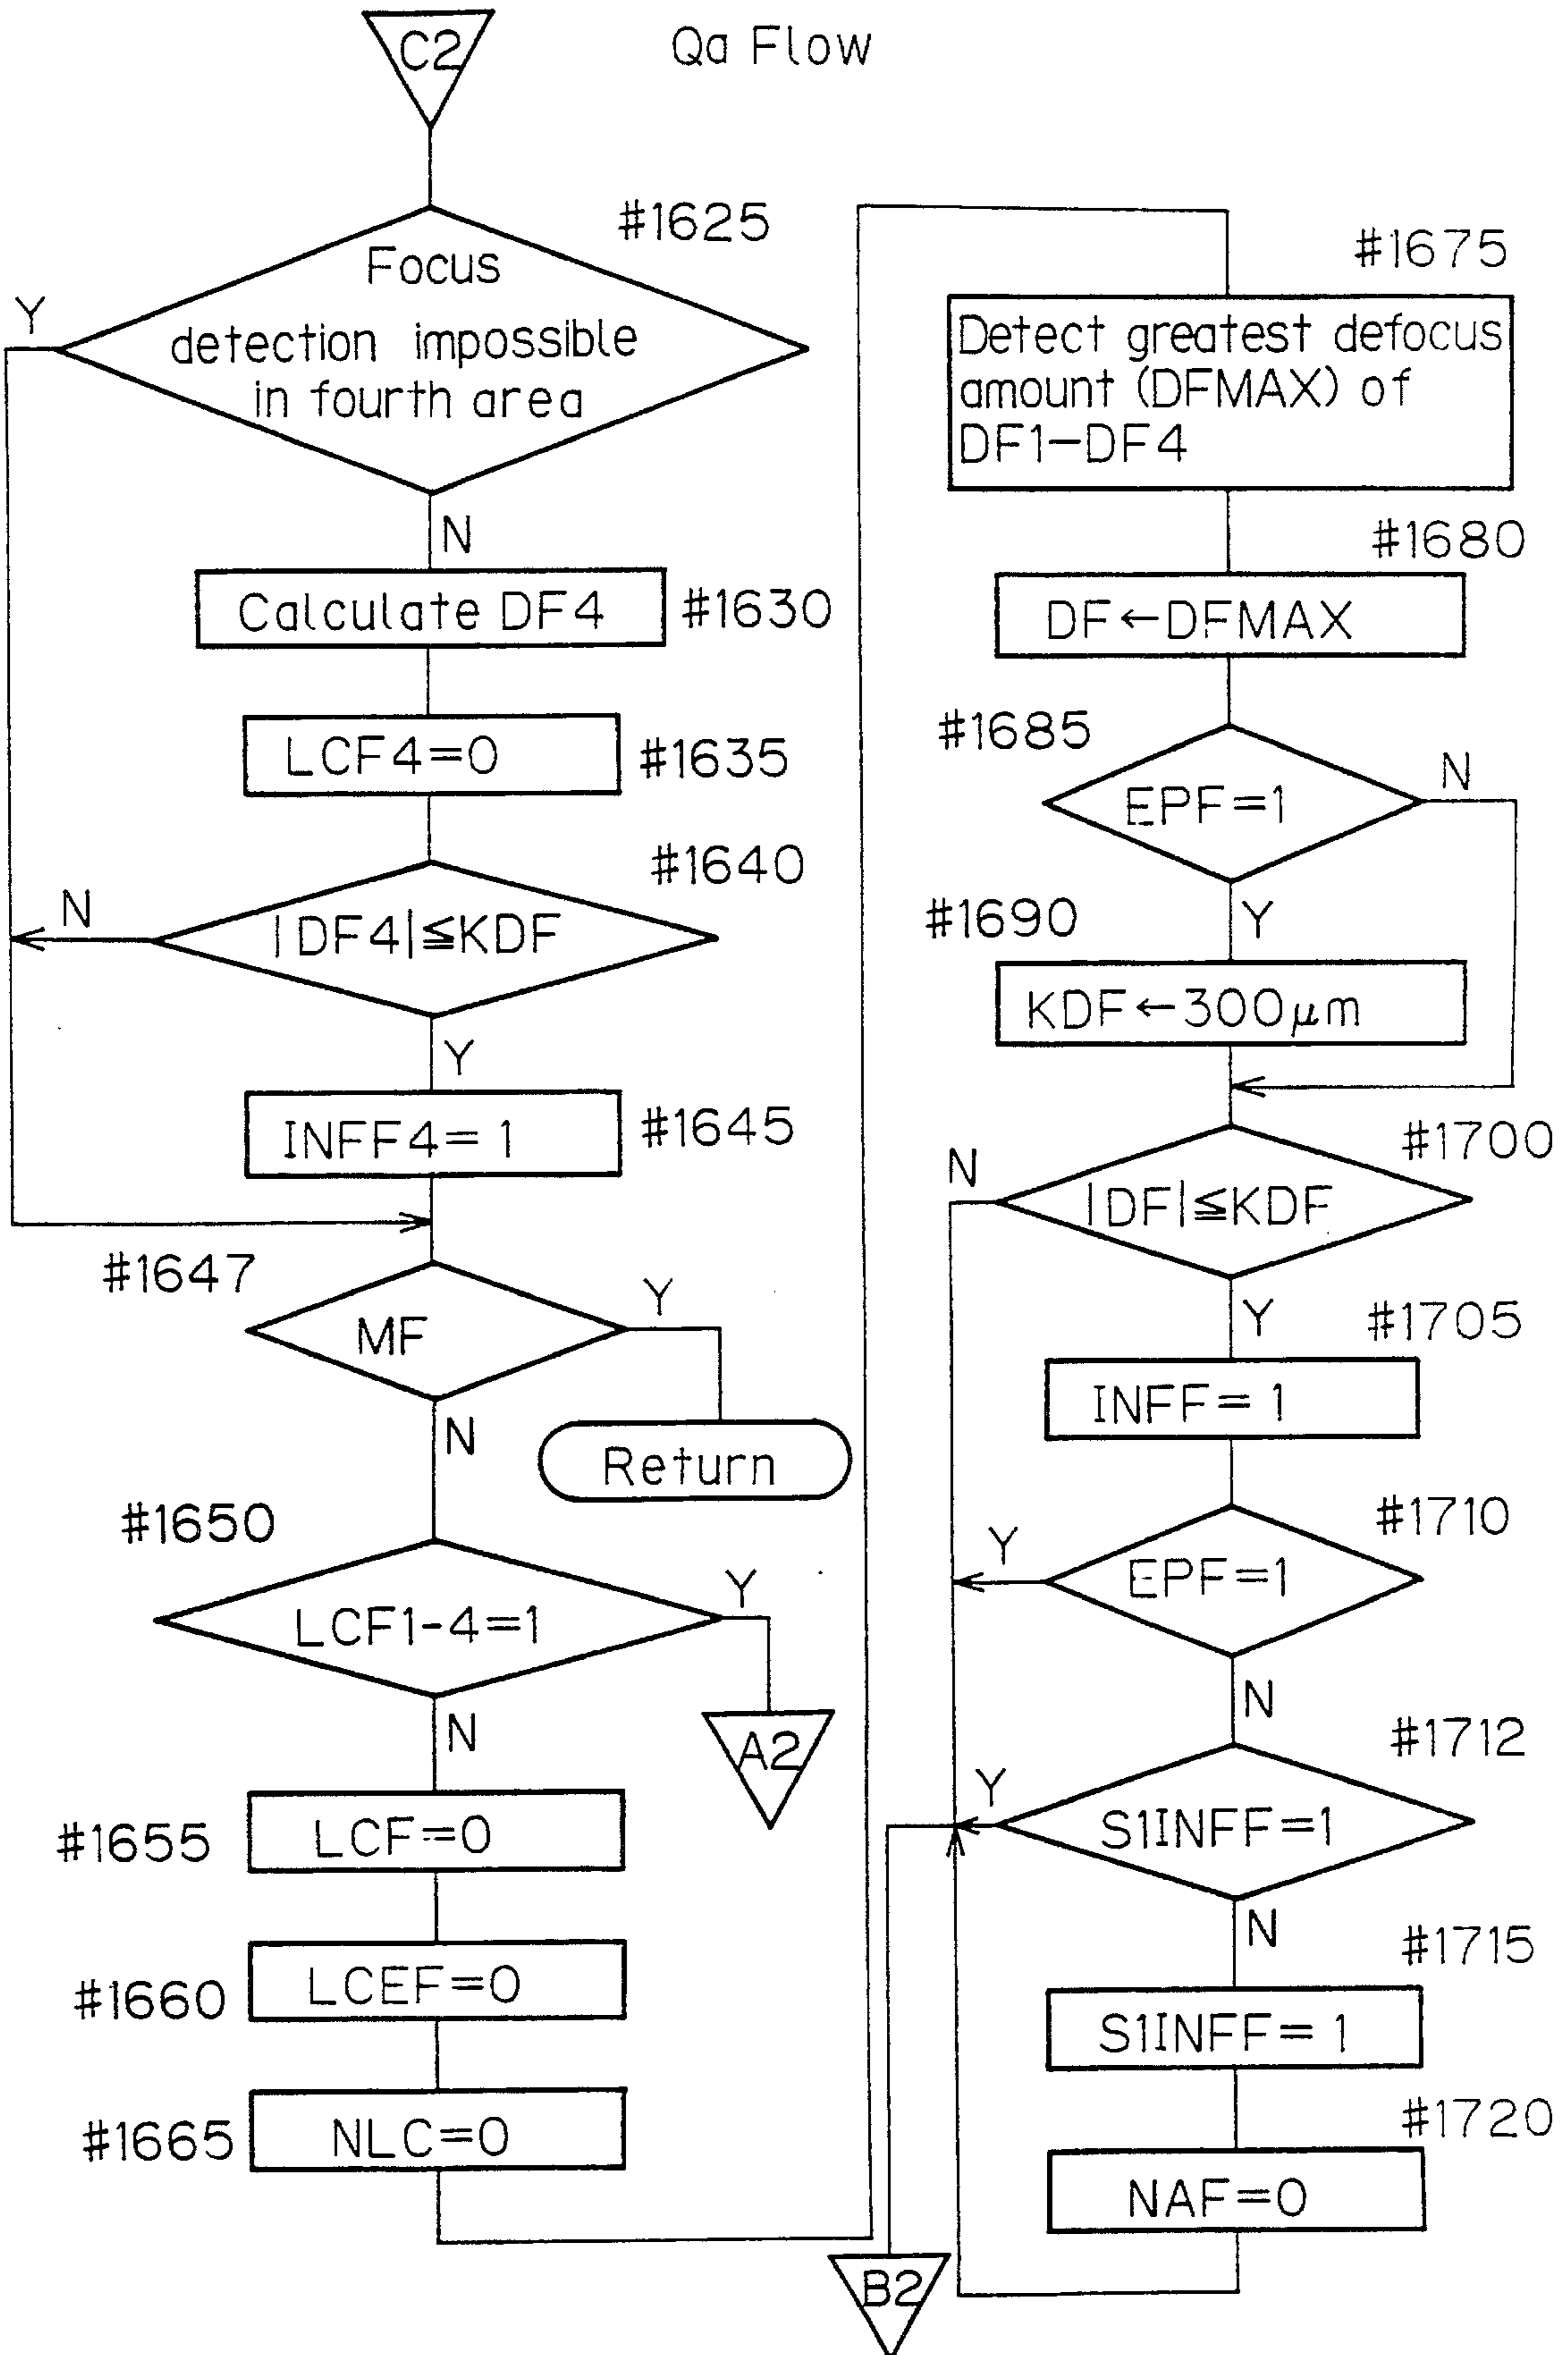 C2
Qa Flow
#1625
Focus
detection impossible
in fourth area
Y
N
Calculate DF4
#1630
LCF4=0
#1635
#1640
|DF4|≦KDF
N
Y
INFF4=1
#1645
#1647
MF
Y
N
Return
#1650
LCF1-4=1
Y
N
A2
#1655
LCF=0
#1660
LCEF=0
#1665
NLC=0
#1675
Detect greatest defocus
amount (DFMAX) of
DF1-DF4
#1680
DF←DFMAX
#1685
EPF=1
N
Y
#1690
KDF←300μm
#1700
|DF|≦KDF
N
Y
#1705
INFF=1
#1710
EPF=1
Y
N
#1712
S1INFF=1
Y
N
#1715
S1INFF=1
#1720
NAF=0
B2